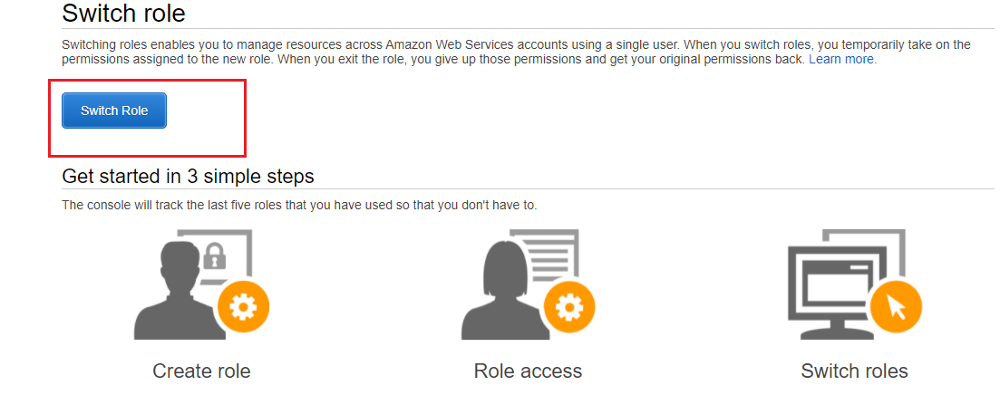 Switch role
Switching roles enables you to manage resources across Amazon Web Services accounts using a single user. When you switch roles, you temporarily take on the
permissions assigned to the new role. When you exit the role, you give up those permissions and get your original permissions back. Learn more.
Switch Role
Get started in 3 simple steps
The console will track the last five roles that you have used so that you don't have to.
Create role
Role access
Switch roles